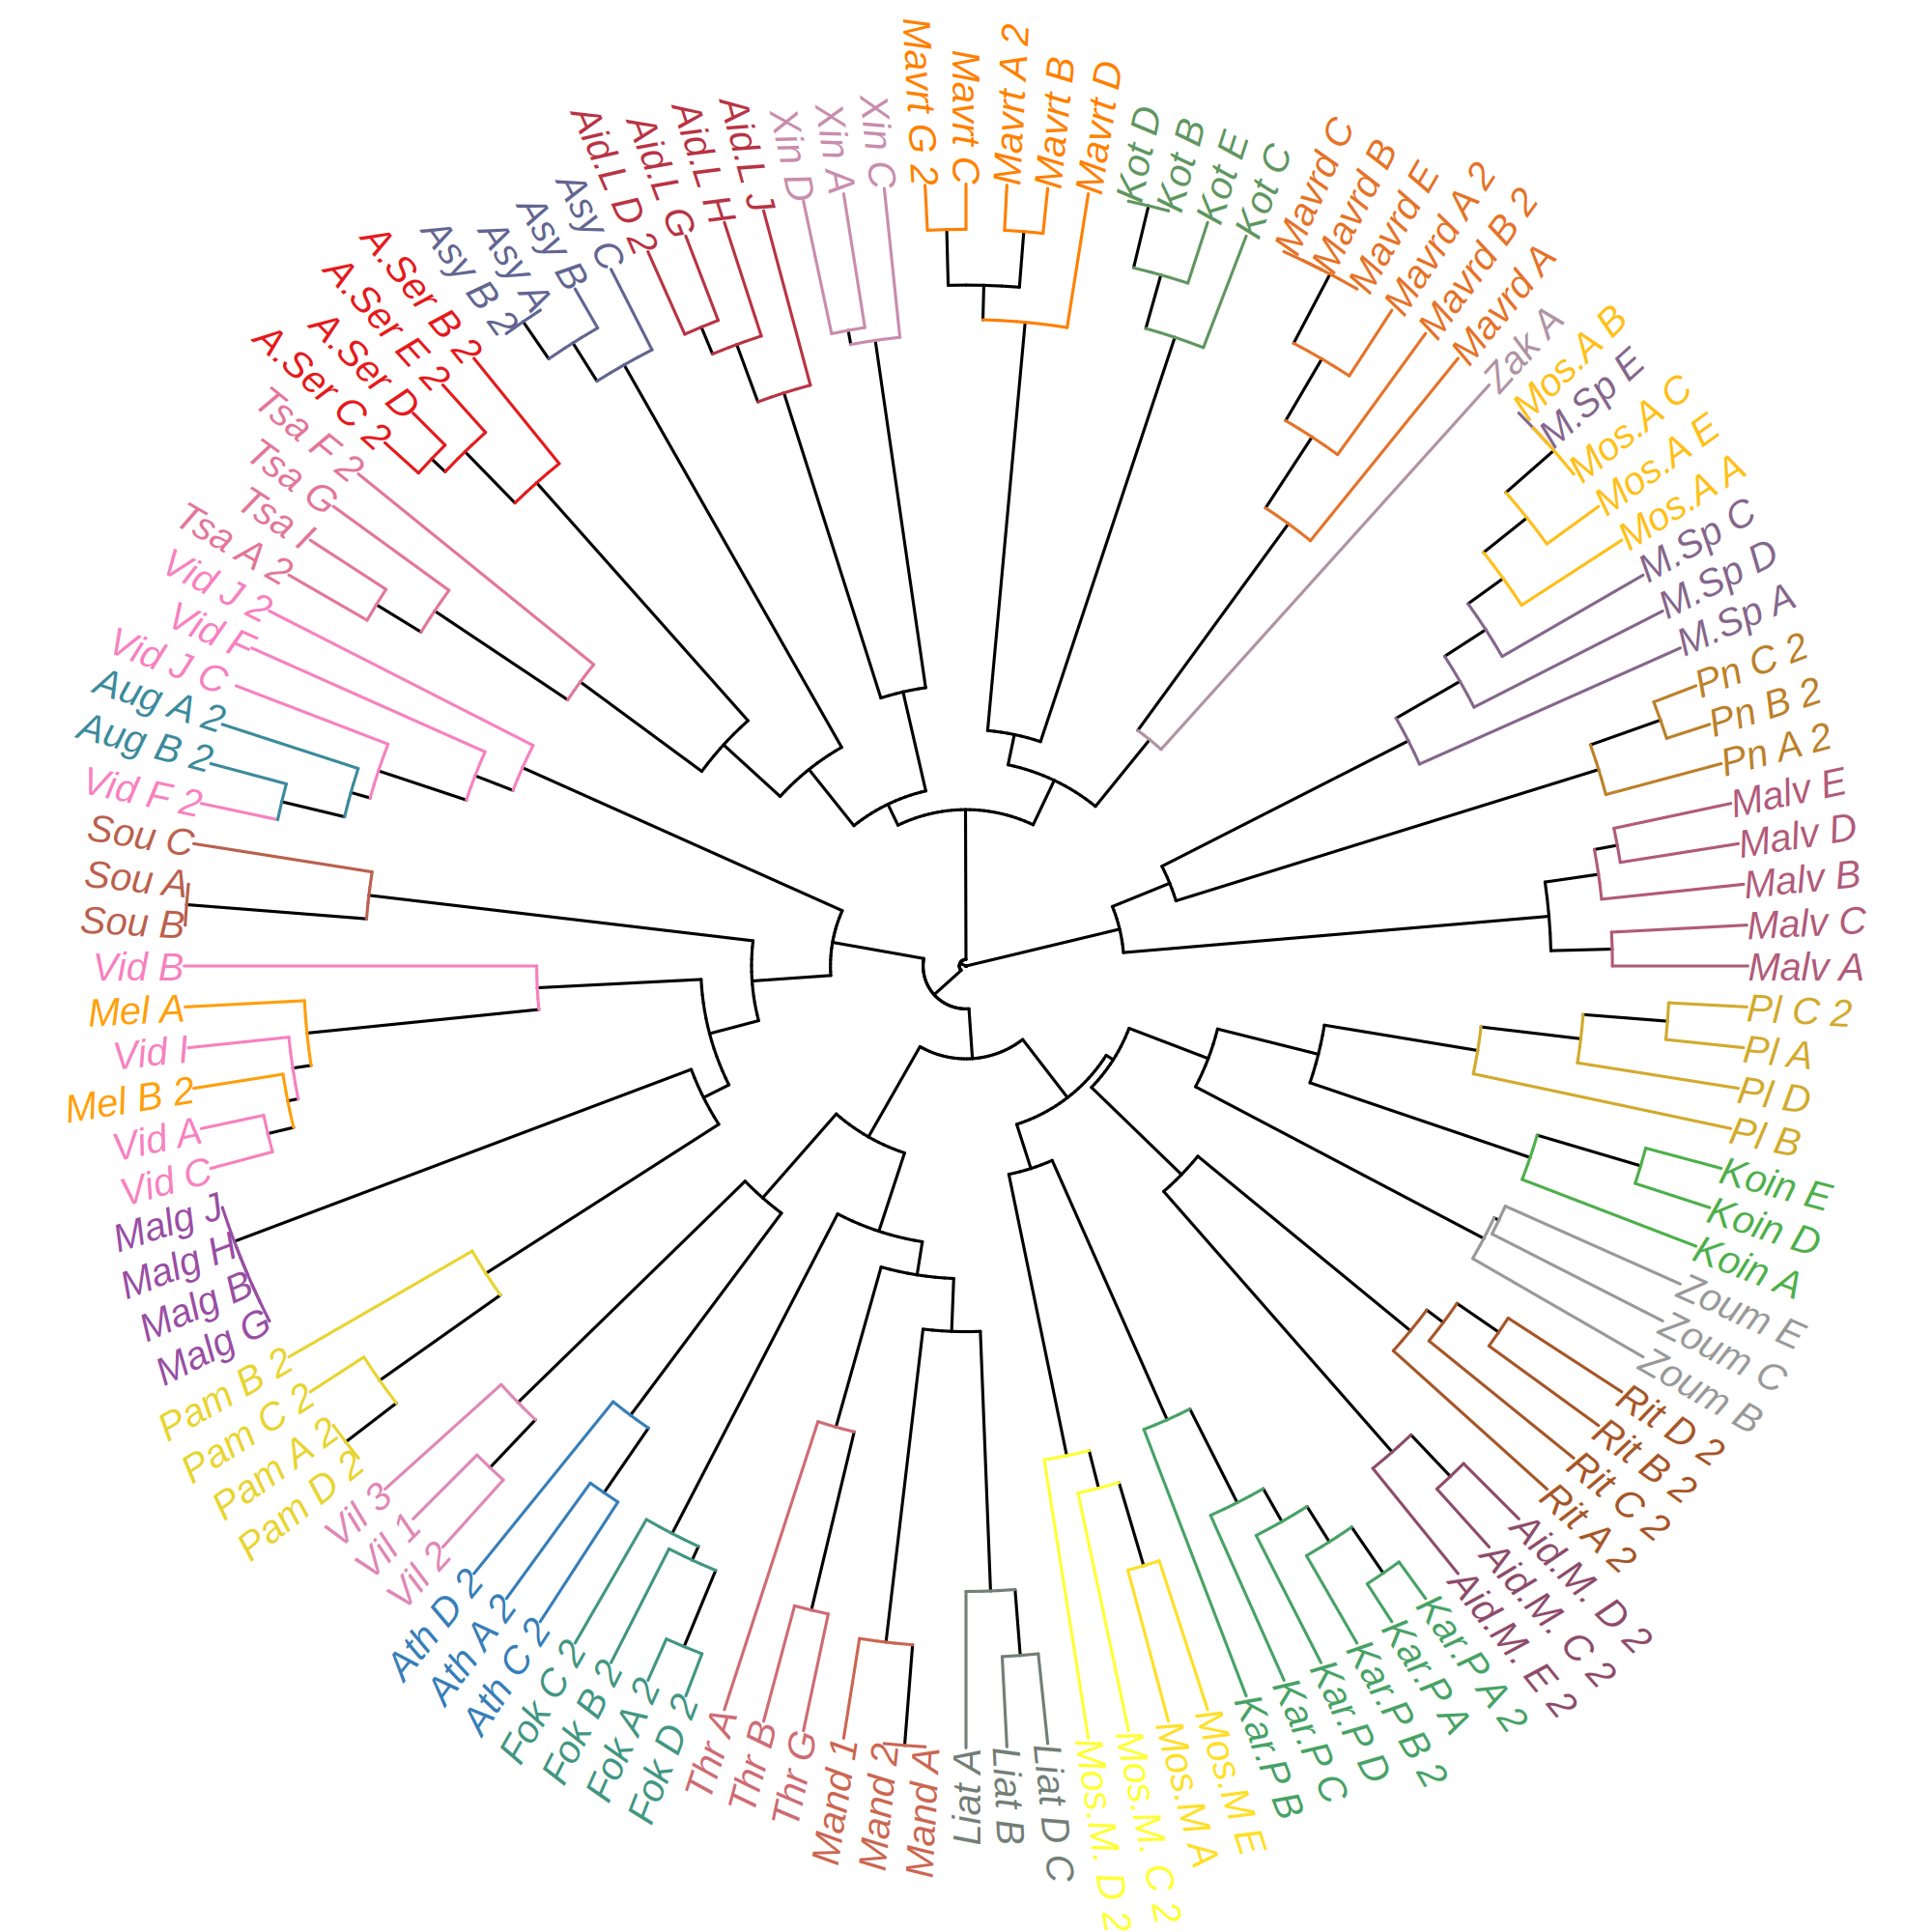 Mavrt G 2
Mavrt C
Mavrt A 2
Mavrt B
Mavrt D
Kot D
Kot B
Kot E
Kot C
Mavrd C
Mavrd B
Mavrd E
Mavrd A 2
Mavrd B 2
Mavrd A
Zak A
Mos.A B
M.Sp E
Mos.A C
Mos.A E
Mos.A A
M.Sp C
M.Sp D
M.Sp A
Pn C 2
Pn B 2
Pn A 2
Malv E
Malv D
Malv B
Malv C
Malv A
Pl C 2
Pl A
Pl D
Pl B
Koin E
Koin D
Koin A
Zoum E
Zoum C
Zoum B
Rit D 2
Rit B 2
Rit C 2
Rit A 2
Aid.M. D 2
Aid.M. C 2
Aid.M. E 2
Kar.P A 2
Kar.P A
Kar.P B 2
Kar.P D
Kar.P C
Kar.P B
Mos.M E
Mos.M A
Mos.M. C 2
Mos.M. D 2
Liat D C
Liat B
Liat A
Mand A
Mand 2
Mand 1
Thr G
Thr B
Thr A
Fok D 2
Fok A 2
Fok B 2
Fok C 2
Ath C 2
Ath A 2
Ath D 2
Vil 2
Vil 1
Vil 3
Pam D 2
Pam A 2
Pam C 2
Pam B 2
Malg G
Malg B
Malg H
Malg J
Vid C
Vid A
Mel B 2
Vid I
Mel A
Vid B
Sou B
Sou A
Sou C
Vid F 2
Aug B 2
Aug A 2
Vid J C
Vid F
Vid J 2
Tsa A 2
Tsa I
Tsa G
Tsa F 2
A.Ser C 2
A.Ser D
A.Ser E 2
A.Ser B 2
Asy B 2
Asy A
Asy B
Asy C
Aid.L D 2
Aid.L G
Aid.L H
Aid.L J
Xin D
Xin A
Xin C